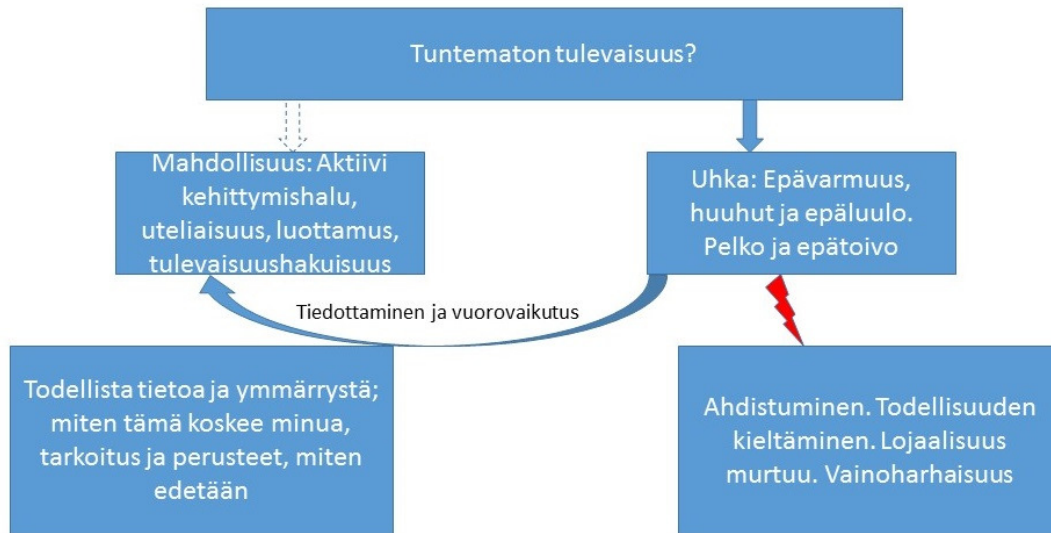 Tuntematon tulevaisuus?
Mahdollisuus: Aktiivi
kehittymishalu,
uteliaisuus, luottamus,
tulevaisuushakuisuus
Uhka: Epävarmuus,
huuhut ja epäluulo.
Pelko ja epätoivo
Tiedottaminen ja vuorovaikutus
Todellista tietoa ja ymmärrystä;
miten tämä koskee minua,
tarkoitus ja perusteet, miten
edetään
Ahdistuminen. Todellisuuden
kieltäminen. Lojaalisuus
murtuu. Vainoharhaisuus